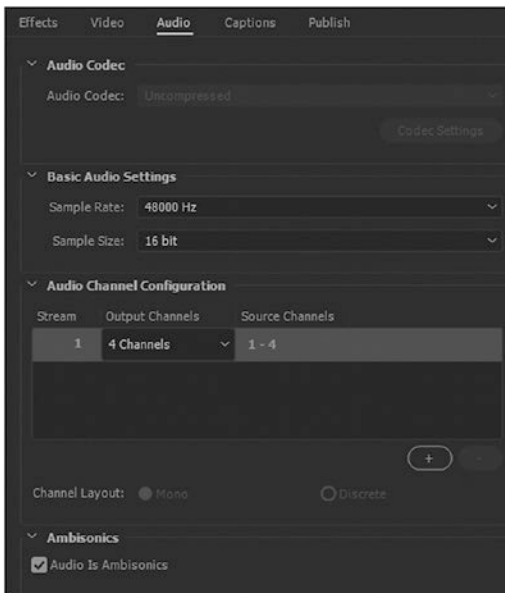 Effects Video Audio Captions Publish
Audio Codec
Audio Codec: Uncompressed
Codec Settings
Basic Audio Settings
Sample Rate: 48000 Hz
Sample Size: 16 bit
Audio Channel Configuration
Stream Output Channels Source Channels
1 4 Channels 1 - 4
+ -
Channel Layout: Mono Discrete
Ambisonics
Audio Is Ambisonics